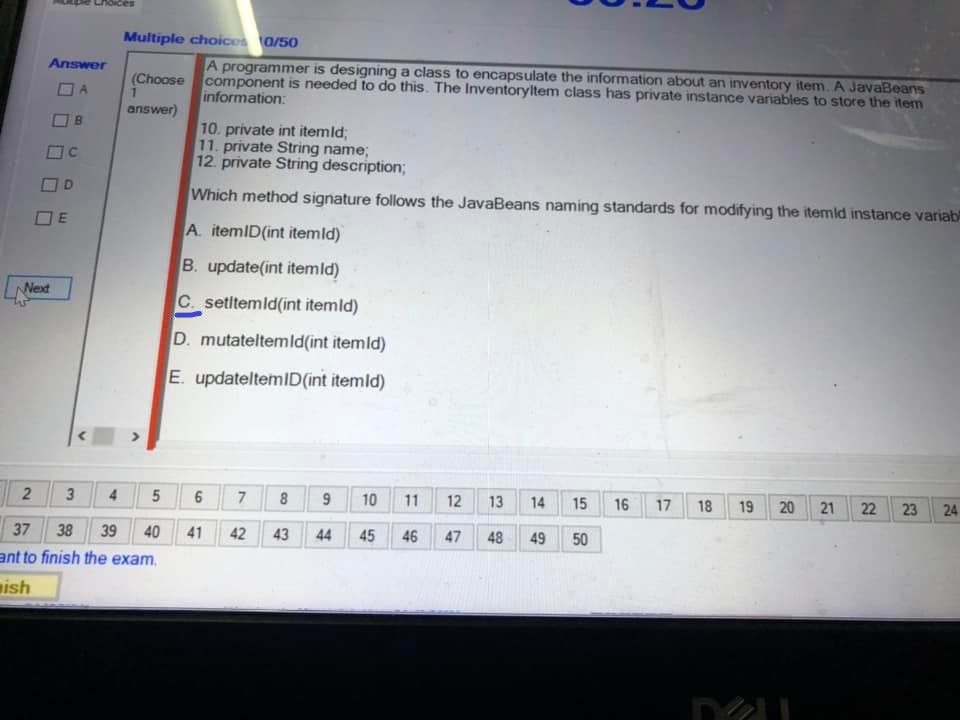 Multiple Choices
Multiple choices 10/50
Answer
A
B
C
D
E
(Choose
1
answer)
Next
A programmer is designing a class to encapsulate the information about an inventory item. A JavaBeans
component is needed to do this. The InventoryItem class has private instance variables to store the item
information:
10. private int itemId;
11. private String name;
12. private String description;
Which method signature follows the JavaBeans naming standards for modifying the itemId instance variab
A. itemID(int itemId)
B. update(int itemId)
C. setItemId(int itemId)
D. mutateItemId(int itemId)
E. updateItemID(int itemId)
< >
2 3 4 5 6 7 8 9 10 11 12 13 14 15 16 17 18 19 20 21 22 23 24
37 38 39 40 41 42 43 44 45 46 47 48 49 50
ant to finish the exam.
ish
DELL